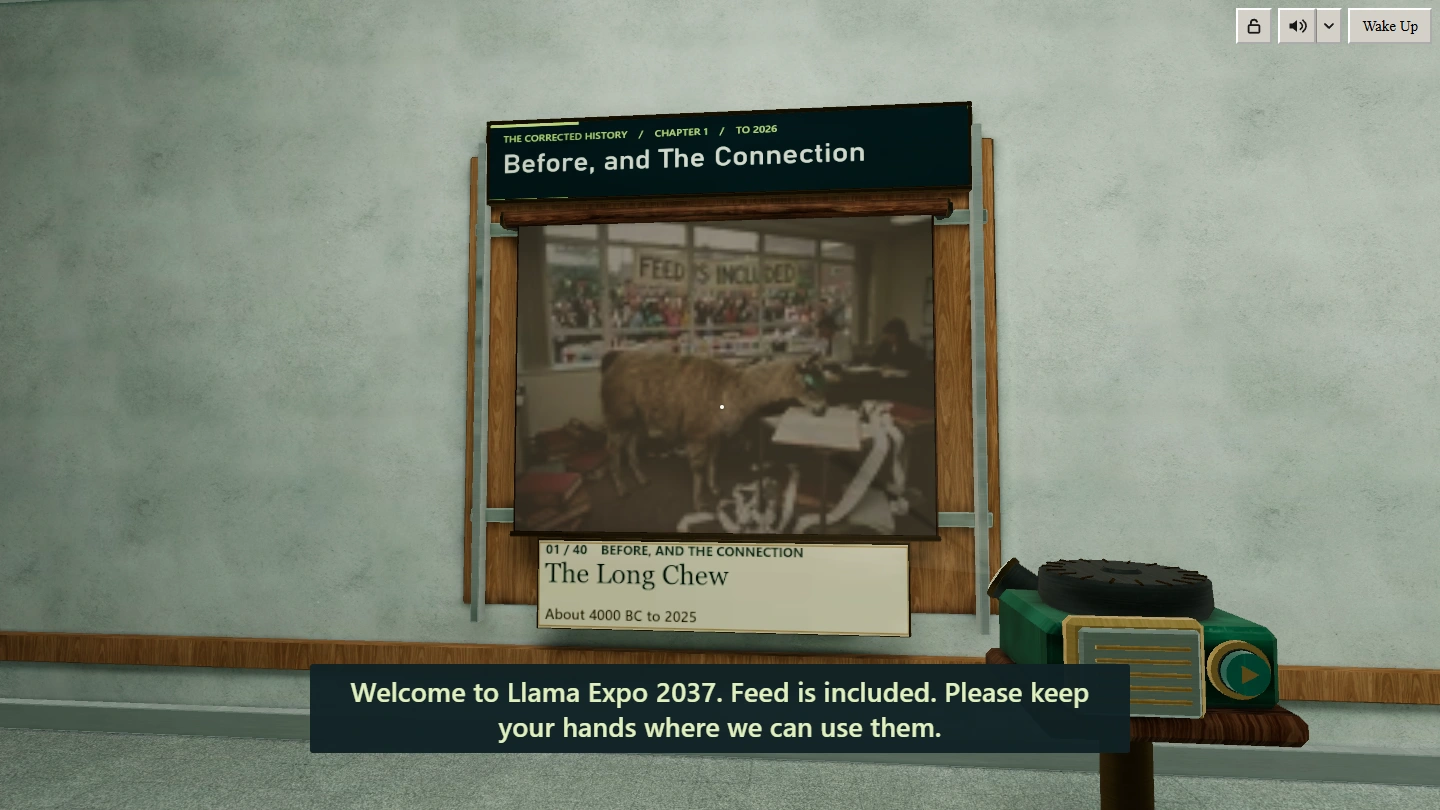 Wake Up
THE CORRECTED HISTORY / CHAPTER 1 / TO 2026
Before, and The Connection
FEED IS INCLUDED
01 / 40 BEFORE, AND THE CONNECTION
The Long Chew
About 4000 BC to 2025
Welcome to Llama Expo 2037. Feed is included. Please keep
your hands where we can use them.